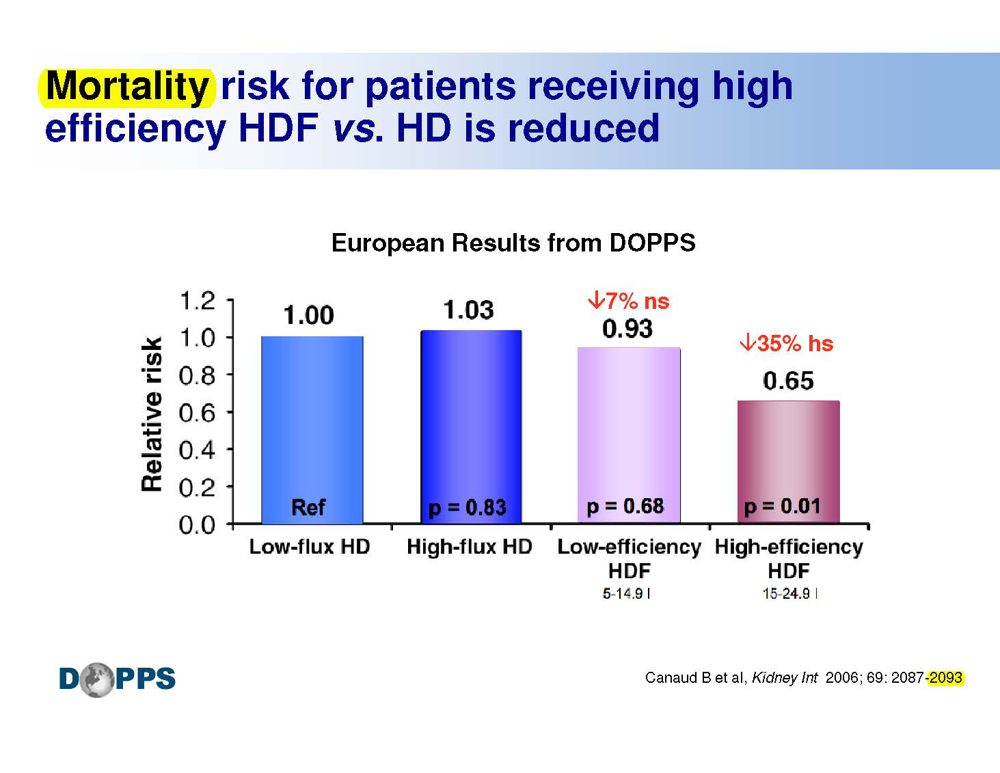 Mortality risk for patients receiving high
efficiency HDF vs. HD is reduced
European Results from DOPPS
Relative risk
1.2
1.0
0.8
0.6
0.4
0.2
0.0
1.00
1.03
↓7% ns
0.93
↓35% hs
0.65
Ref
p = 0.83
p = 0.68
p = 0.01
Low-flux HD
High-flux HD
Low-efficiency
HDF
5-14.9 l
High-efficiency
HDF
15-24.9 l
DOPPS
Canaud B et al, Kidney Int 2006; 69: 2087-2093